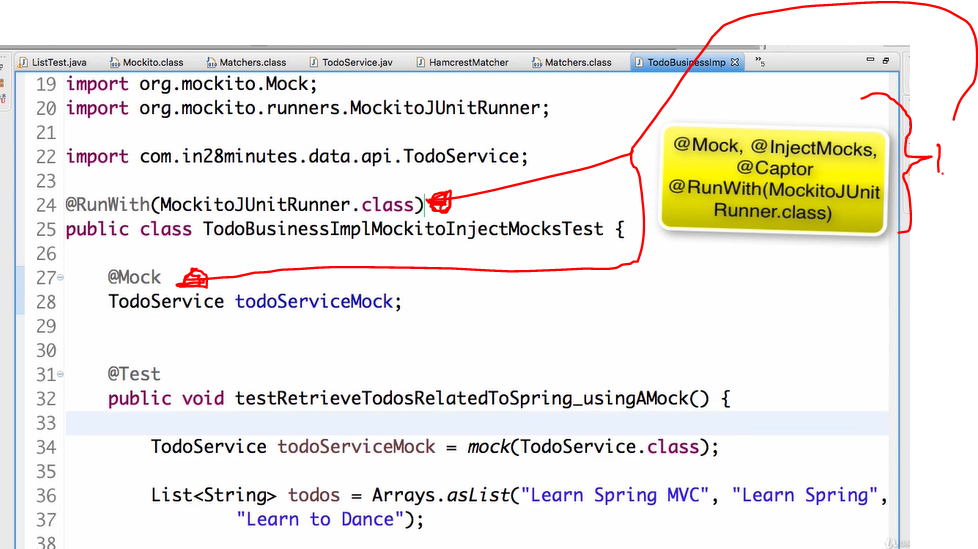 ListTest.java Mockito.class Matchers.class TodoService.jav HamcrestMatcher Matchers.class TodoBusinessImp »5
19 import org.mockito.Mock;
20 import org.mockito.runners.MockitoJUnitRunner;
21
22 import com.in28minutes.data.api.TodoService;
23
24 @RunWith(MockitoJUnitRunner.class)
25 public class TodoBusinessImplMockitoInjectMocksTest {
26
27 @Mock
28 TodoService todoServiceMock;
29
30
31 @Test
32 public void testRetrieveTodosRelatedToSpring_usingAMock() {
33
34 TodoService todoServiceMock = mock(TodoService.class);
35
36 List<String> todos = Arrays.asList("Learn Spring MVC", "Learn Spring",
37 "Learn to Dance");
38
@Mock, @InjectMocks,
@Captor
@RunWith(MockitoJUnit
Runner.class)